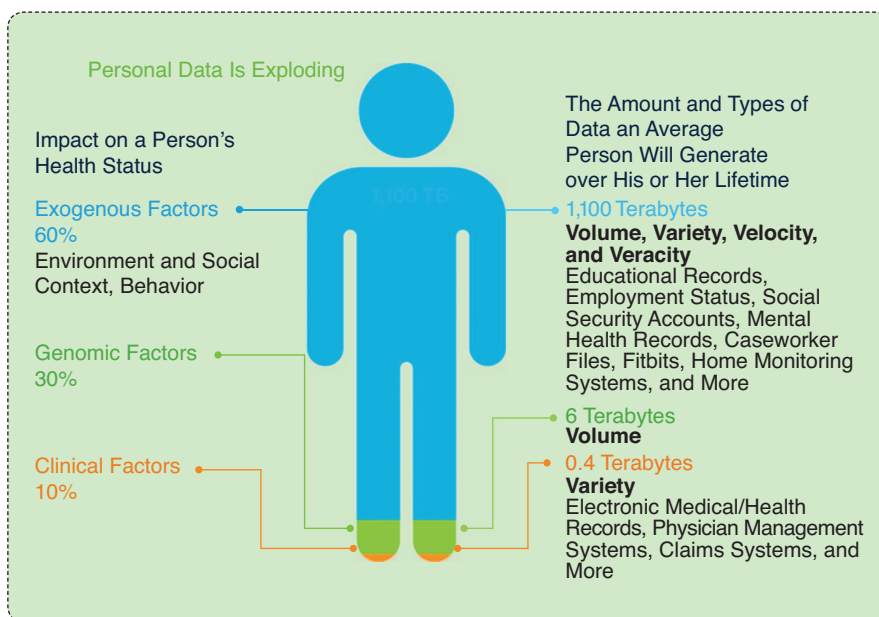 Personal Data Is Exploding
Impact on a Person's
Health Status
Exogenous Factors
60%
Environment and Social
Context, Behavior
Genomic Factors
30%
Clinical Factors
10%
1,100 TB
The Amount and Types of
Data an Average
Person Will Generate
over His or Her Lifetime
1,100 Terabytes
Volume, Variety, Velocity,
and Veracity
Educational Records,
Employment Status, Social
Security Accounts, Mental
Health Records, Caseworker
Files, Fitbits, Home Monitoring
Systems, and More
6 Terabytes
Volume
0.4 Terabytes
Variety
Electronic Medical/Health
Records, Physician Management
Systems, Claims Systems, and
More